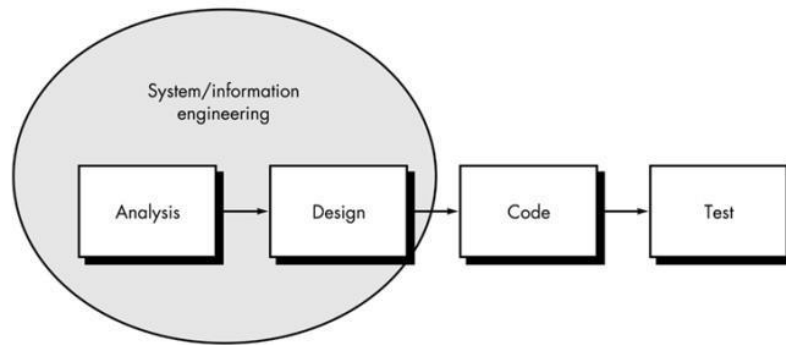 System/information
engineering
Analysis
Design
Code
Test